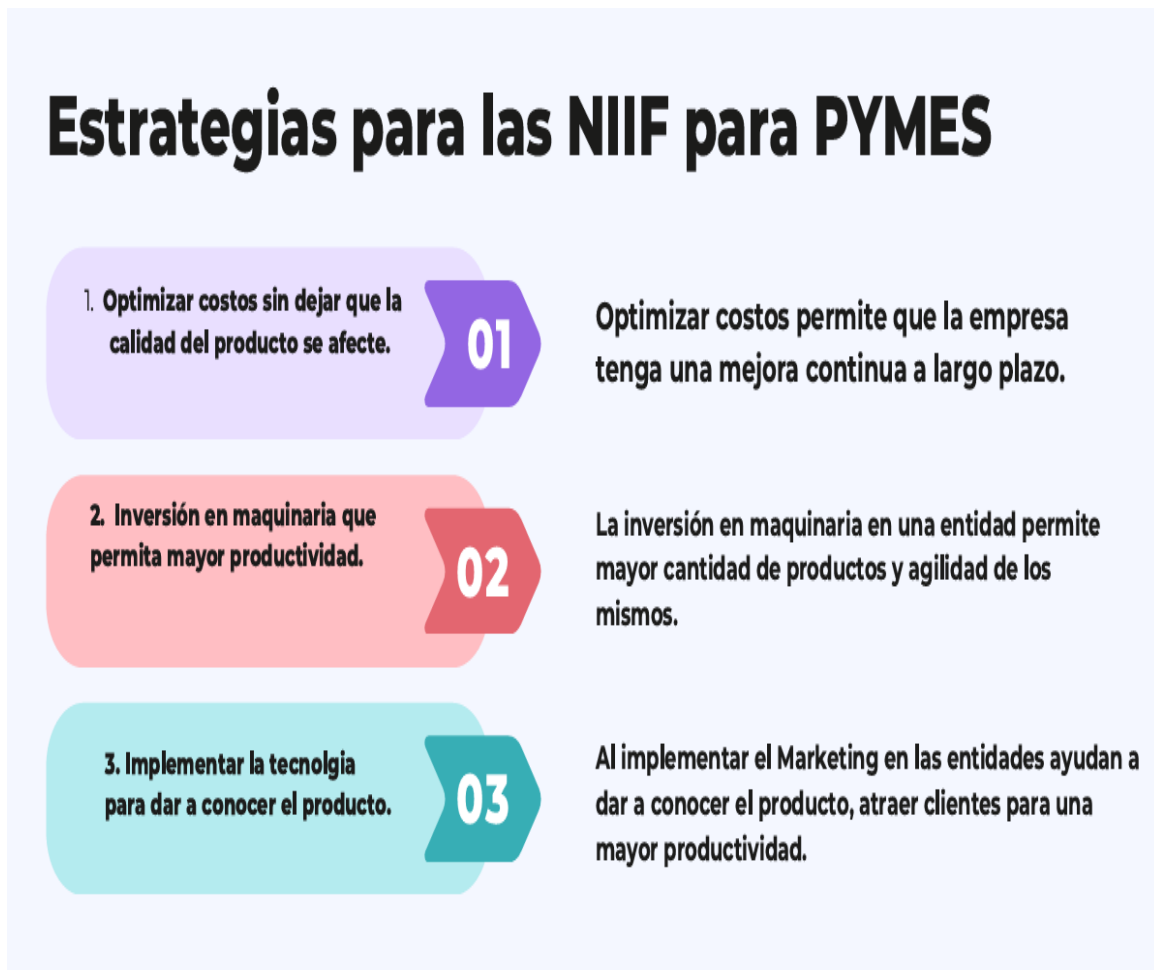 Estrategias para las NIIF para PYMES
1. Optimizar costos sin dejar que la
calidad del producto se afecte.
01
Optimizar costos permite que la empresa
tenga una mejora continua a largo plazo.
2. Inversión en maquinaria que
permita mayor productividad.
02
La inversión en maquinaria en una entidad permite
mayor cantidad de productos y agilidad de los
mismos.
3. Implementar la tecnolgia
para dar a conocer el producto.
03
Al implementar el Marketing en las entidades ayudan a
dar a conocer el producto, atraer clientes para una
mayor productividad.